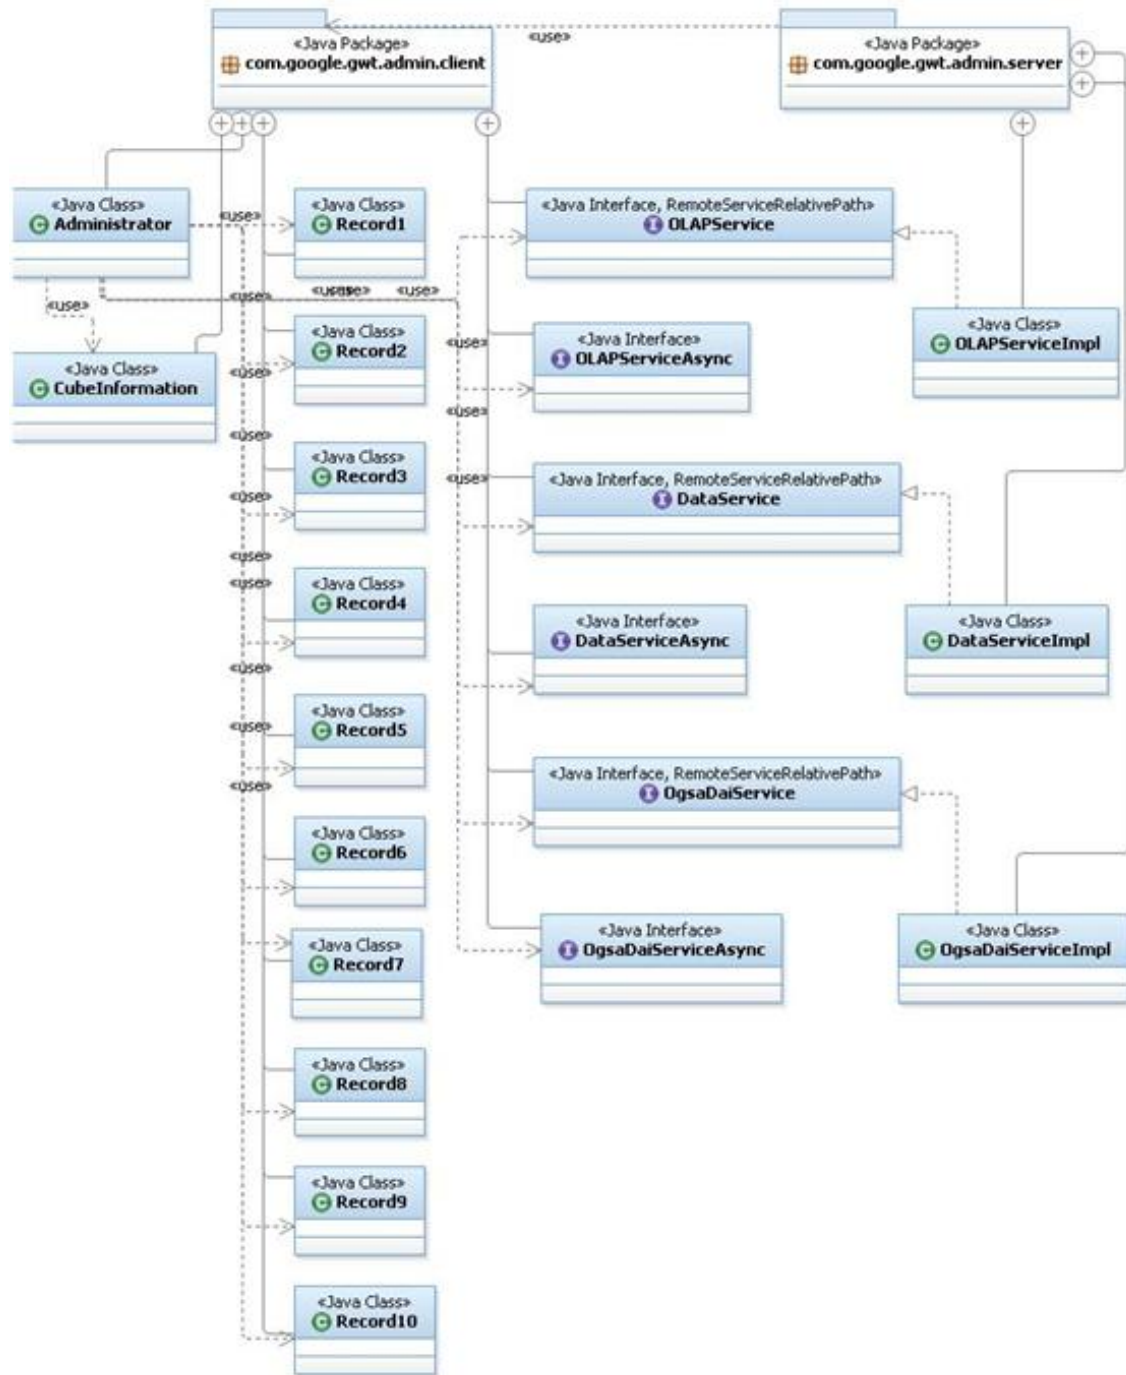 «Java Package»
com.google.gwt.admin.client
«use»
«Java Package»
com.google.gwt.admin.server
«Java Class»
Administrator
«use»
«Java Class»
Record1
«Java Interface, RemoteServiceRelativePath»
OLAPService
«use»
«use»
«use»
«use»
«use»
«Java Class»
OLAPServiceImpl
«Java Class»
Record2
«Java Interface»
OLAPServiceAsync
«use»
«Java Class»
CubeInformation
«use»
«use»
«use»
«Java Class»
Record3
«Java Interface, RemoteServiceRelativePath»
DataService
«use»
«use»
«use»
«Java Class»
Record4
«use»
«Java Interface»
DataServiceAsync
«Java Class»
DataServiceImpl
«use»
«Java Class»
Record5
«use»
«Java Interface, RemoteServiceRelativePath»
OgsaDaiService
«use»
«Java Class»
Record6
«Java Class»
Record7
«Java Interface»
OgsaDaiServiceAsync
«Java Class»
OgsaDaiServiceImpl
«Java Class»
Record8
«Java Class»
Record9
«Java Class»
Record10